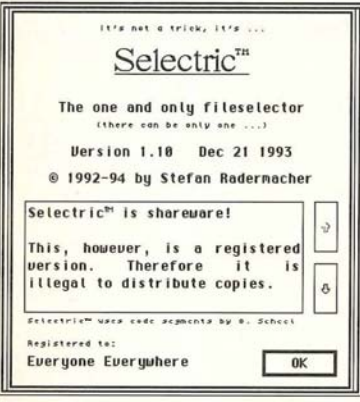 It's not a trick, it's ...
Selectric™
The one and only fileselector
(there can be only one ...)
Version 1.10 Dec 21 1993
© 1992-94 by Stefan Radermacher
Selectric™ is shareware!
This, however, is a registered
version. Therefore it is
illegal to distribute copies.
Selectric™ uses code segments by O. Scheel
Registered to:
Everyone Everywhere
OK